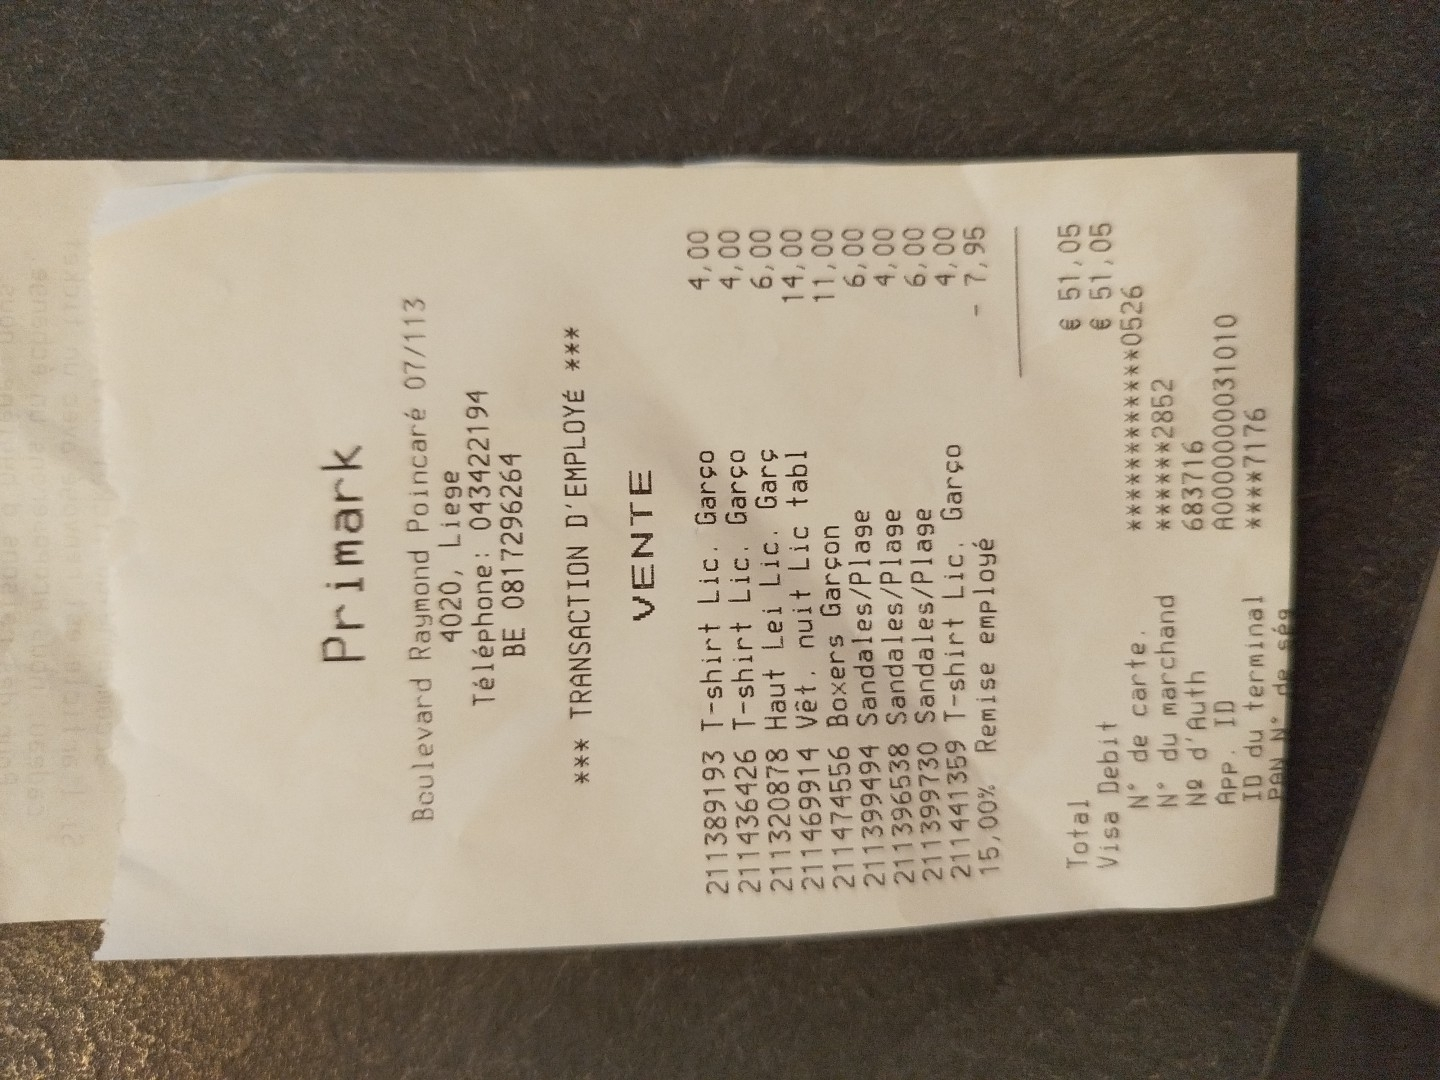 Primark
Boulevard Raymond Poincaré 07/113
4020, Liege
Téléphone: 043422194
BE 0817296264
*** TRANSACTION D'EMPLOYÉ ***
VENTE
211389193 T-shirt Lic. Garço 4,00
211436426 T-shirt Lic. Garço 4,00
211320878 Haut Lei Lic. Garç 6,00
211469914 Vêt. nuit Lic tabl 14,00
211474556 Boxers Garçon 11,00
211399494 Sandales/Plage 6,00
211396538 Sandales/Plage 4,00
211399730 Sandales/Plage 6,00
211441359 T-shirt Lic. Garço 4,00
15,00% Remise employé - 7,95
Total € 51,05
Visa Debit € 51,05
N° de carte. ************0526
N° du marchand ******2852
Nº d'Auth 683716
App. ID A0000000031010
ID du terminal ****7176
PAN N° de séq